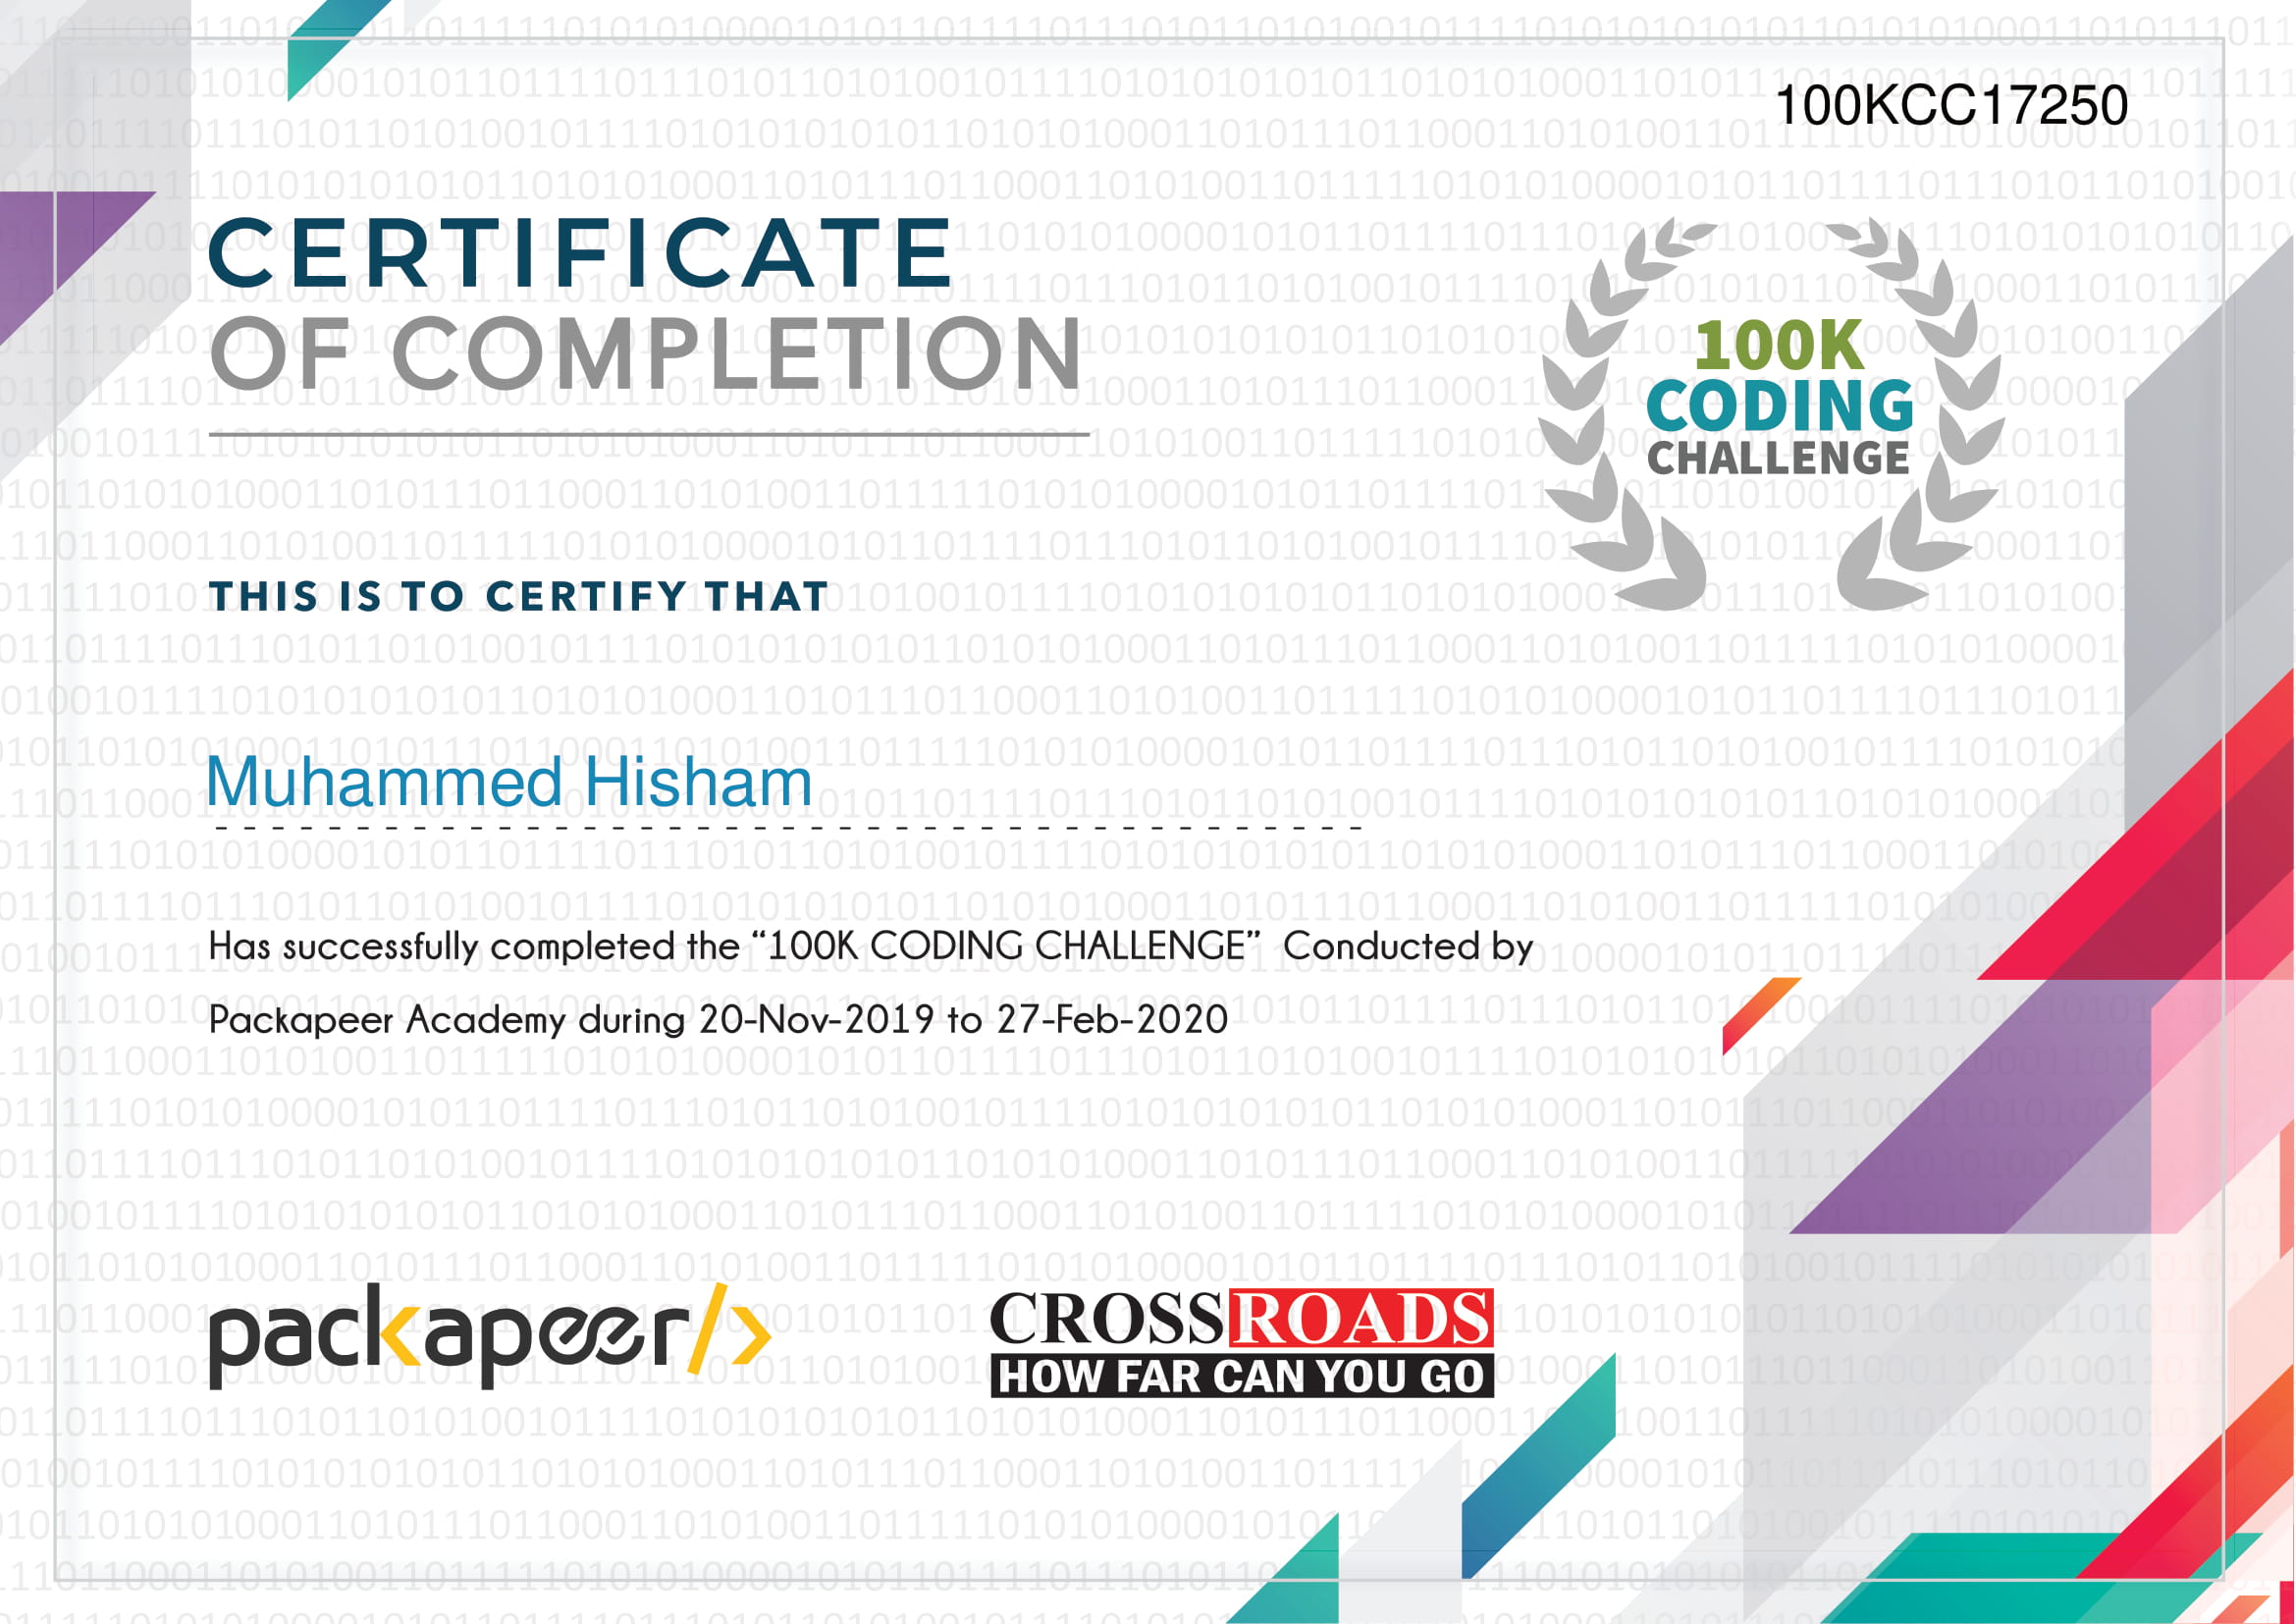 100KCC17250
CERTIFICATE
OF COMPLETION
100K
CODING
CHALLENGE
THIS IS TO CERTIFY THAT
Muhammed Hisham
Has successfully completed the “100K CODING CHALLENGE” Conducted by
Packapeer Academy during 20-Nov-2019 to 27-Feb-2020
packapeer/>
CROSSROADS
HOW FAR CAN YOU GO